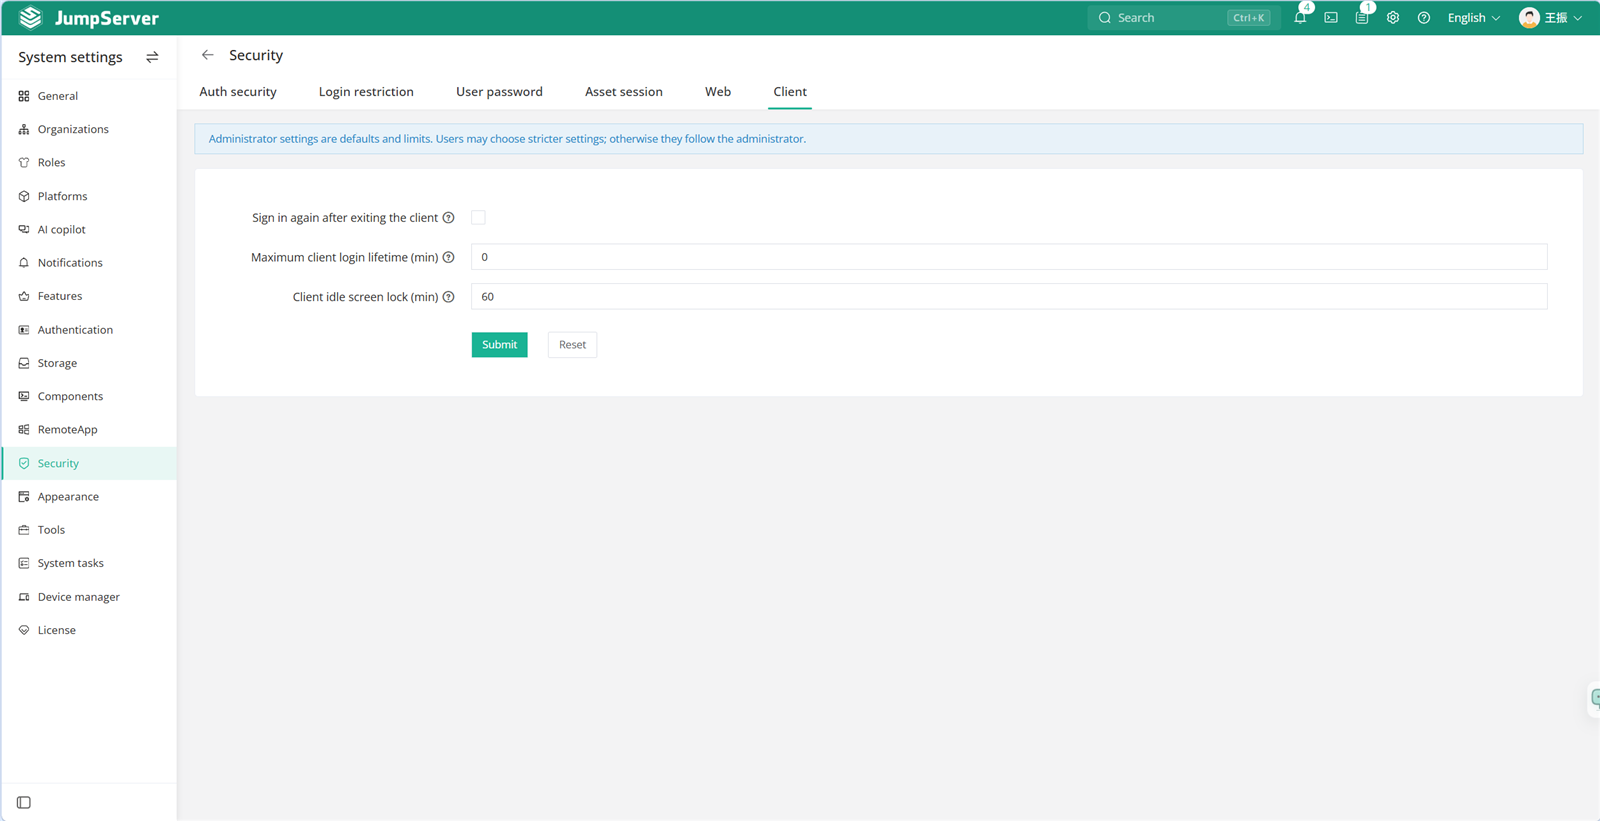 JumpServer
Search Ctrl+K 4 1 English 王振
System settings
General
Organizations
Roles
Platforms
AI copilot
Notifications
Features
Authentication
Storage
Components
RemoteApp
Security
Appearance
Tools
System tasks
Device manager
License
Security
Auth security Login restriction User password Asset session Web Client
Administrator settings are defaults and limits. Users may choose stricter settings; otherwise they follow the administrator.
Sign in again after exiting the client
Maximum client login lifetime (min) 0
Client idle screen lock (min) 60
Submit Reset